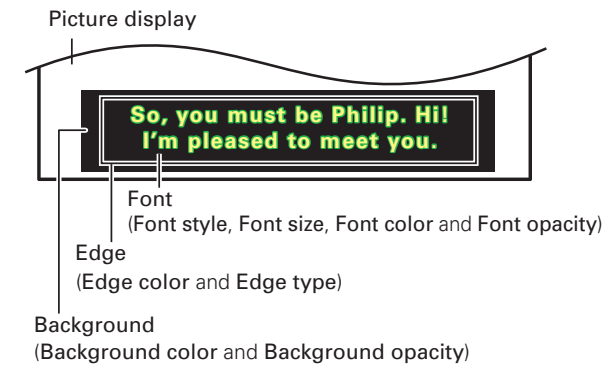 Picture display
So, you must be Philip. Hi!
I'm pleased to meet you.
Font
(Font style, Font size, Font color and Font opacity)
Edge
(Edge color and Edge type)
Background
(Background color and Background opacity)